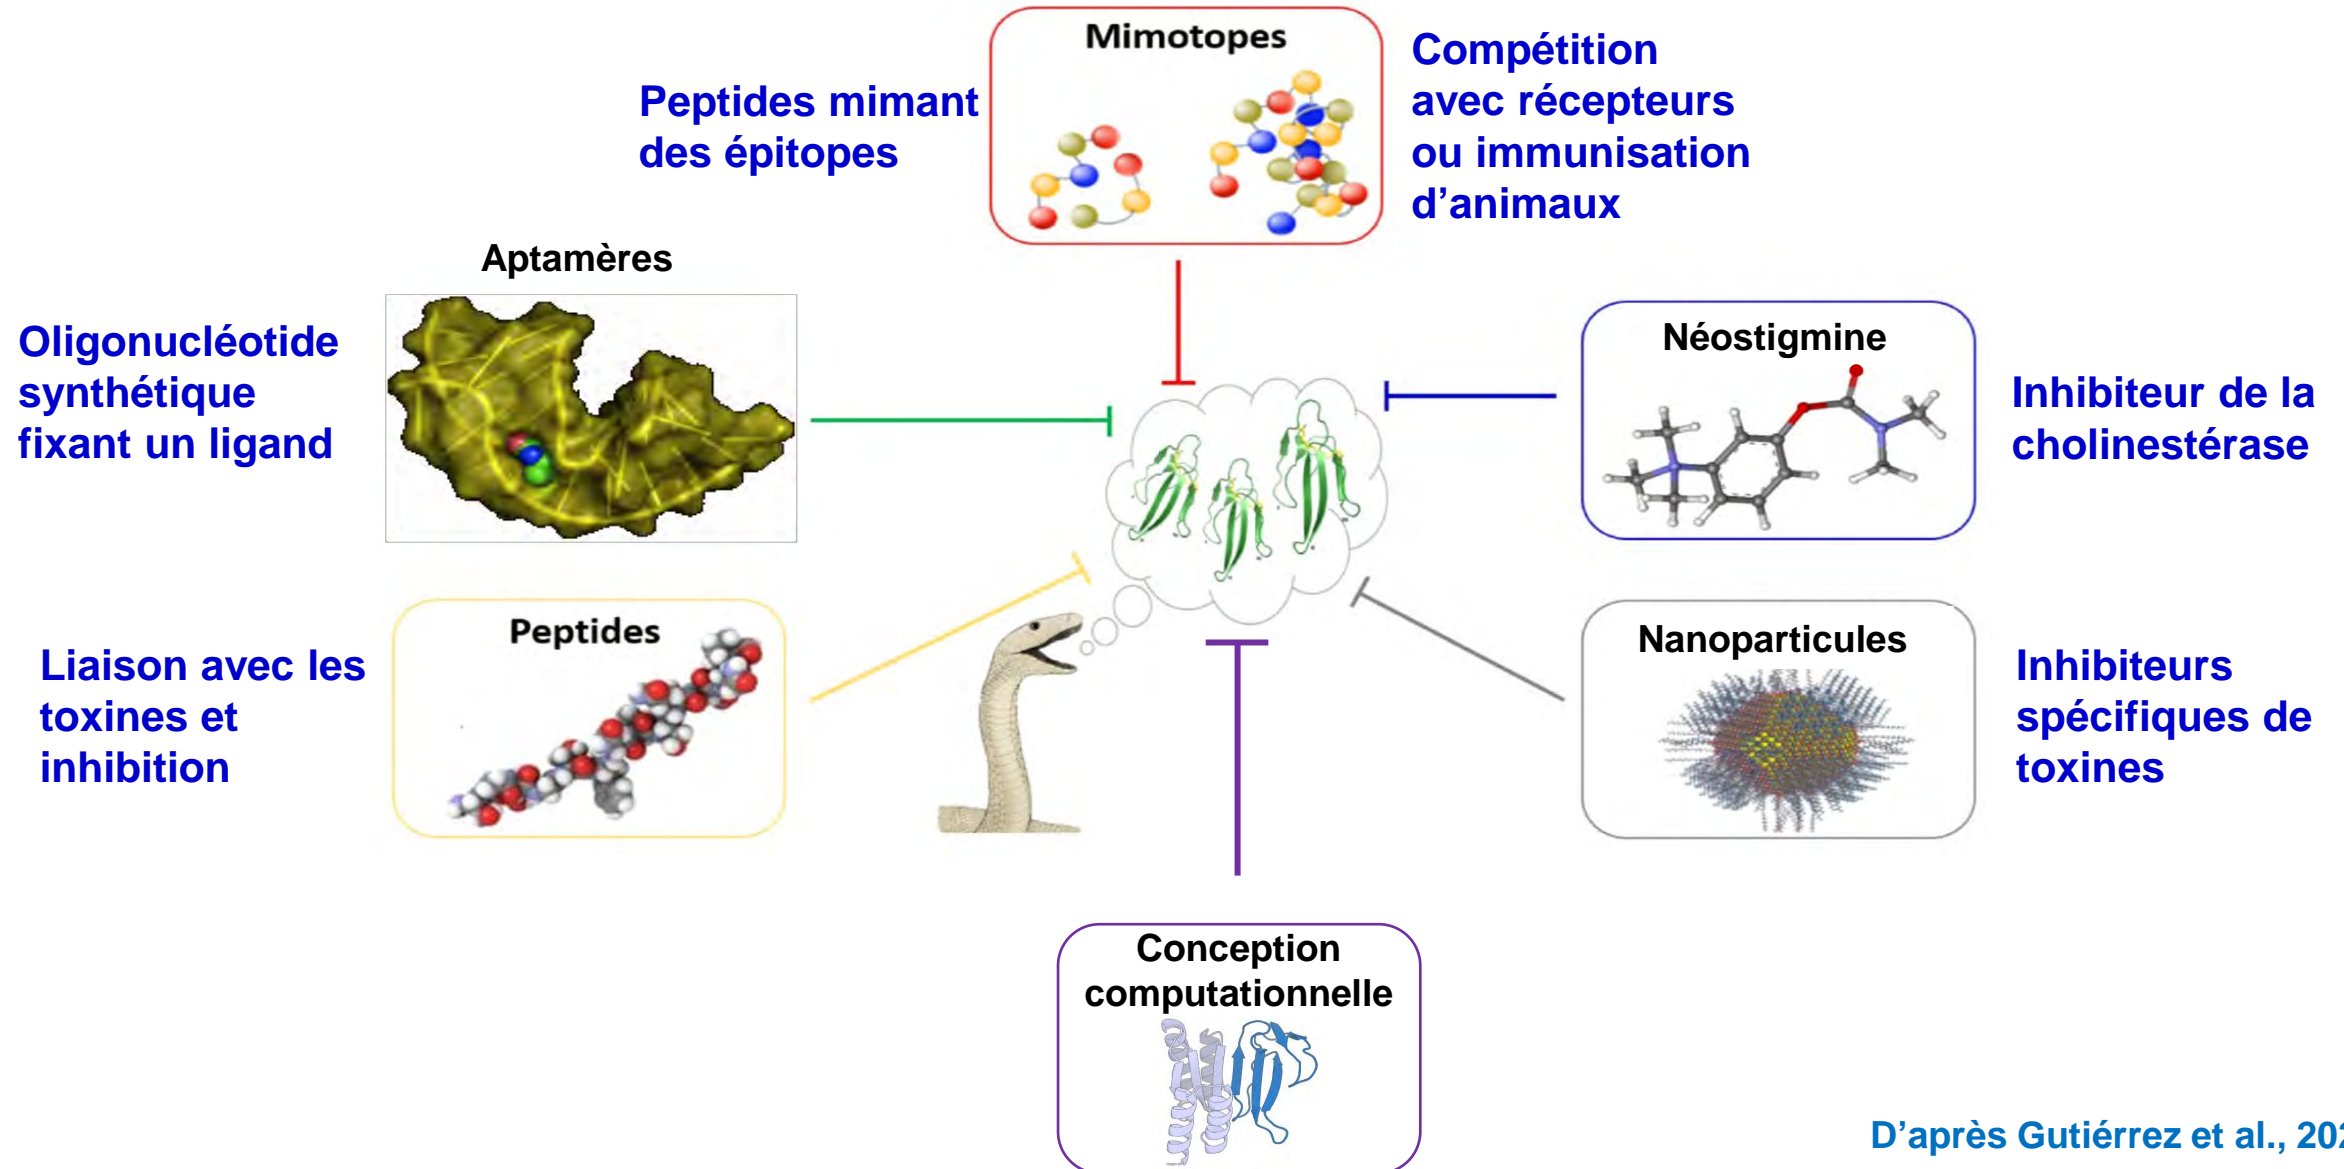 Mimotopes
Peptides mimant
des épitopes
Compétition
avec récepteurs
ou immunisation
d’animaux
Aptamères
Oligonucléotide
synthétique
fixant un ligand
Néostigmine
Inhibiteur de la
cholinestérase
Peptides
Liaison avec les
toxines et
inhibition
Nanoparticules
Inhibiteurs
spécifiques de
toxines
Conception
computationnelle
D’après Gutiérrez et al.,